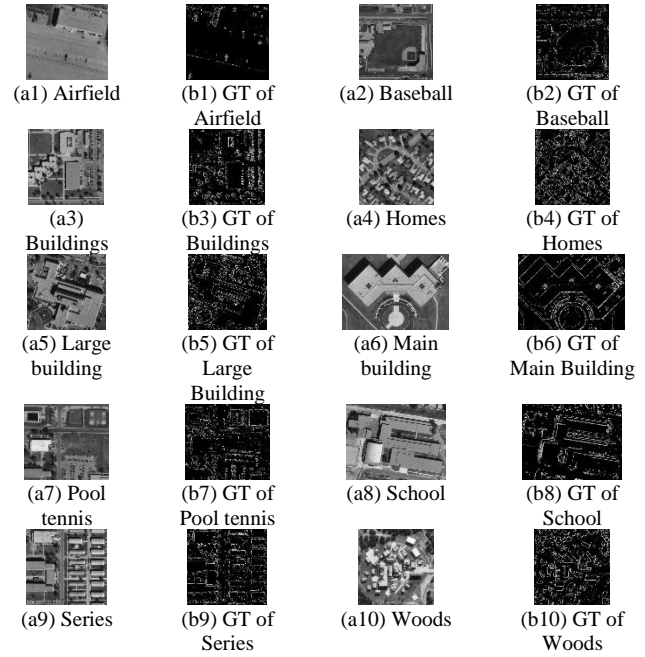 (a1) Airfield
(b1) GT of
Airfield
(a2) Baseball
(b2) GT of
Baseball
(a3)
Buildings
(b3) GT of
Buildings
(a4) Homes
(b4) GT of
Homes
(a5) Large
building
(b5) GT of
Large
Building
(a6) Main
building
(b6) GT of
Main Building
(a7) Pool
tennis
(b7) GT of
Pool tennis
(a8) School
(b8) GT of
School
(a9) Series
(b9) GT of
Series
(a10) Woods
(b10) GT of
Woods